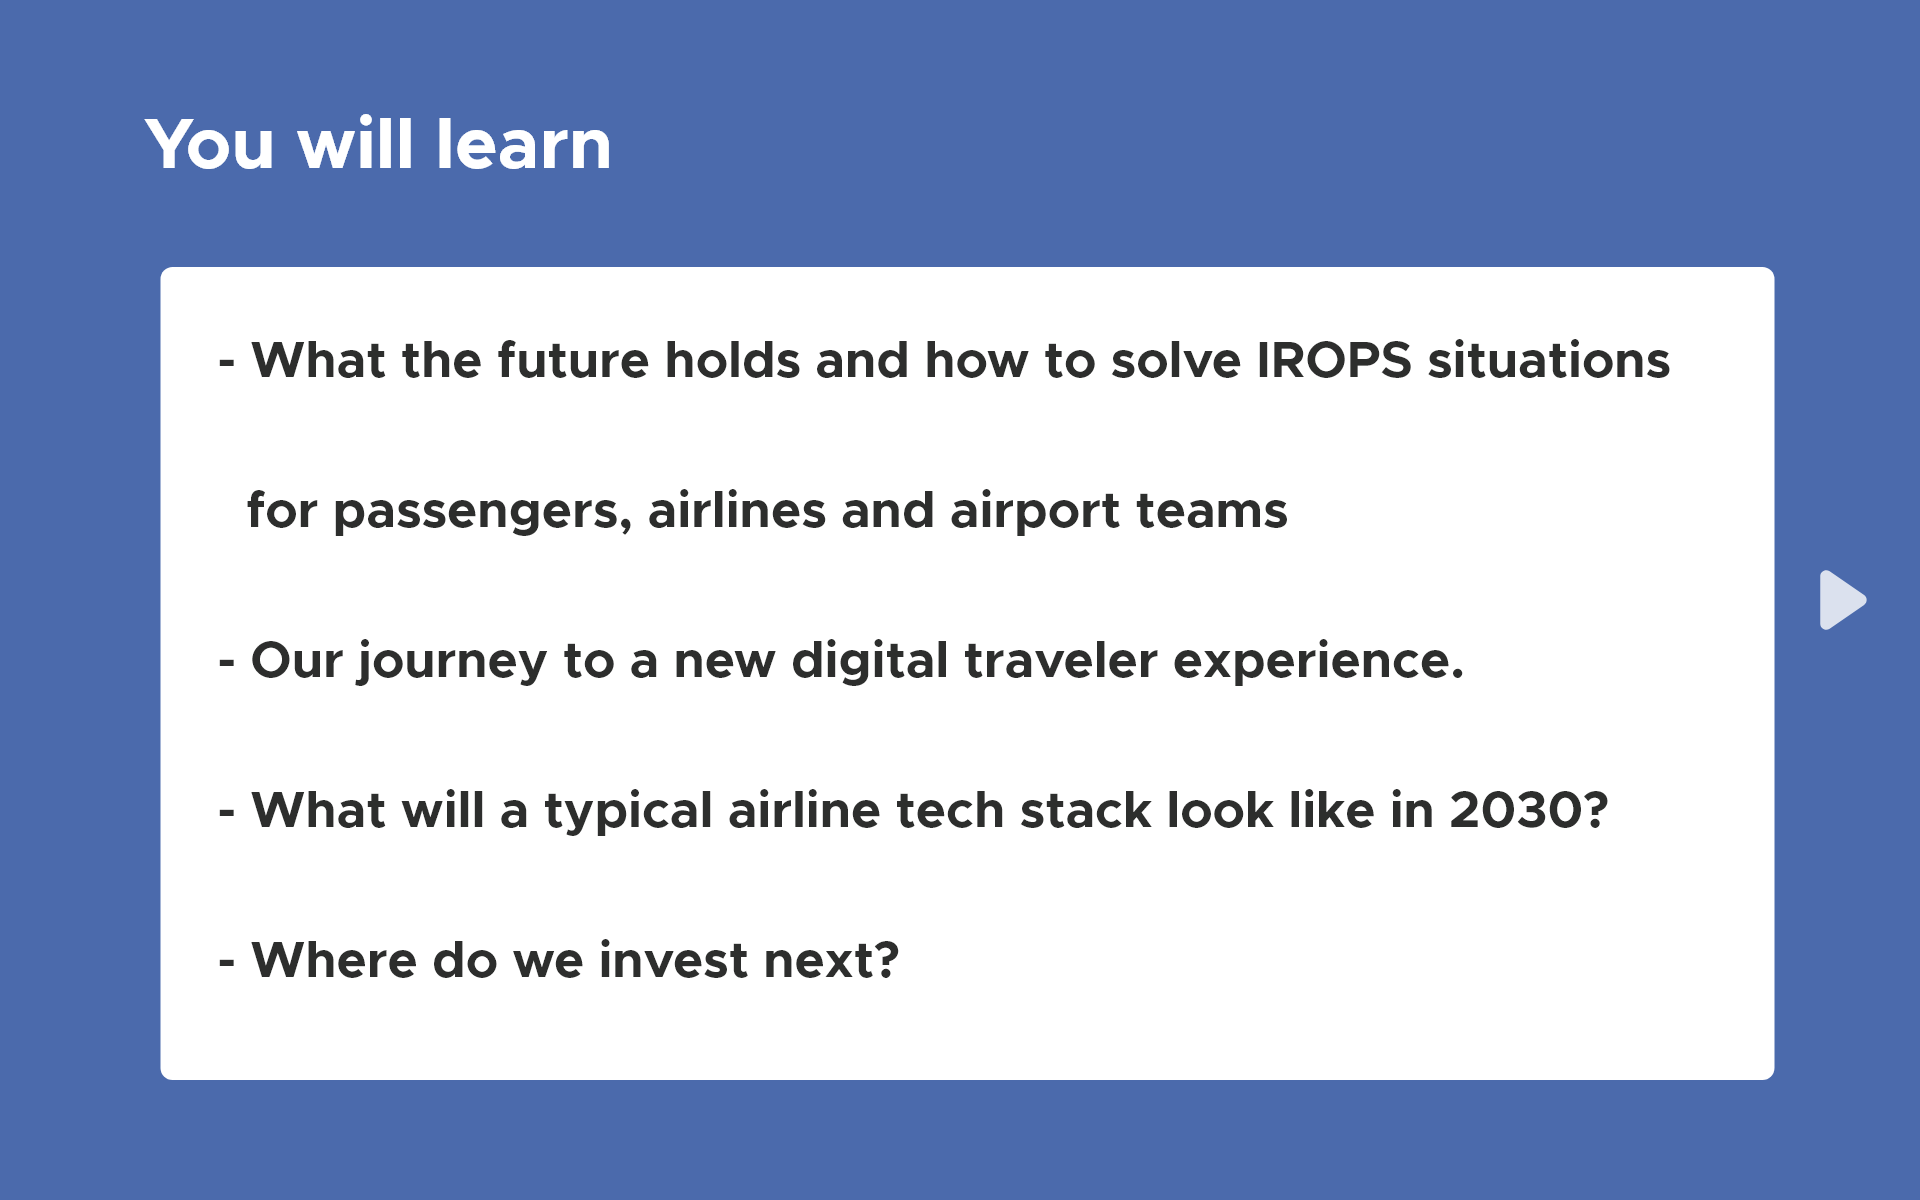 You will learn
- What the future holds and how to solve IROPS situations
for passengers, airlines and airport teams
- Our journey to a new digital traveler experience.
- What will a typical airline tech stack look like in 2030?
- Where do we invest next?